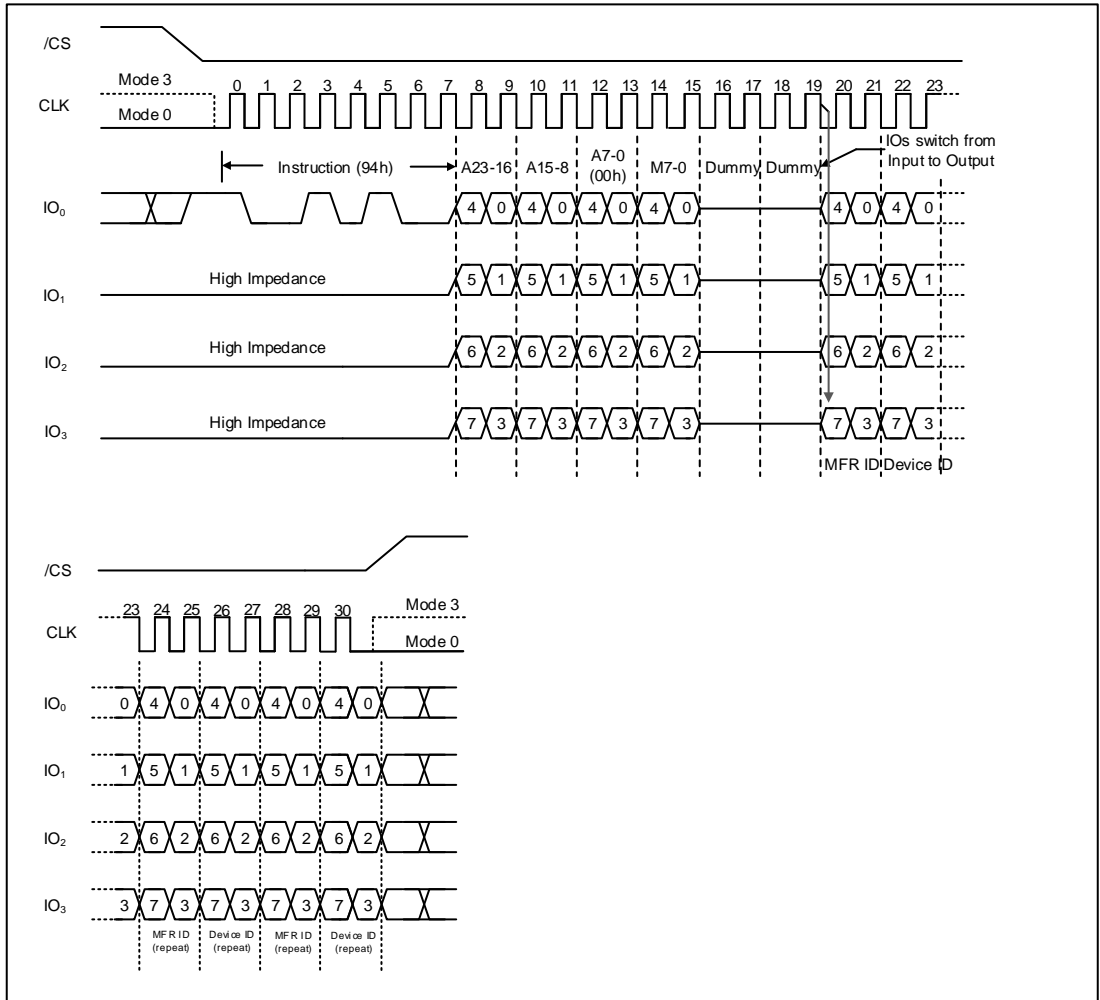 /CS
Mode 3
CLK
Mode 0
0 1 2 3 4 5 6 7 8 9 10 11 12 13 14 15 16 17 18 19 20 21 22 23
IOs switch from
Input to Output
Instruction (94h) A23-16 A15-8 A7-0 (00h) M7-0 Dummy Dummy
IO0 4 0 4 0 4 0 4 0 4 0 4 0
High Impedance
IO1 5 1 5 1 5 1 5 1 5 1 5 1
High Impedance
IO2 6 2 6 2 6 2 6 2 6 2 6 2
High Impedance
IO3 7 3 7 3 7 3 7 3 7 3 7 3
MFR ID Device ID
/CS
23 24 25 26 27 28 29 30 Mode 3
CLK
Mode 0
IO0 0 4 0 4 0 4 0 4 0
IO1 1 5 1 5 1 5 1 5 1
IO2 2 6 2 6 2 6 2 6 2
IO3 3 7 3 7 3 7 3 7 3
MFR ID Device ID MFR ID Device ID
(repeat) (repeat) (repeat) (repeat)